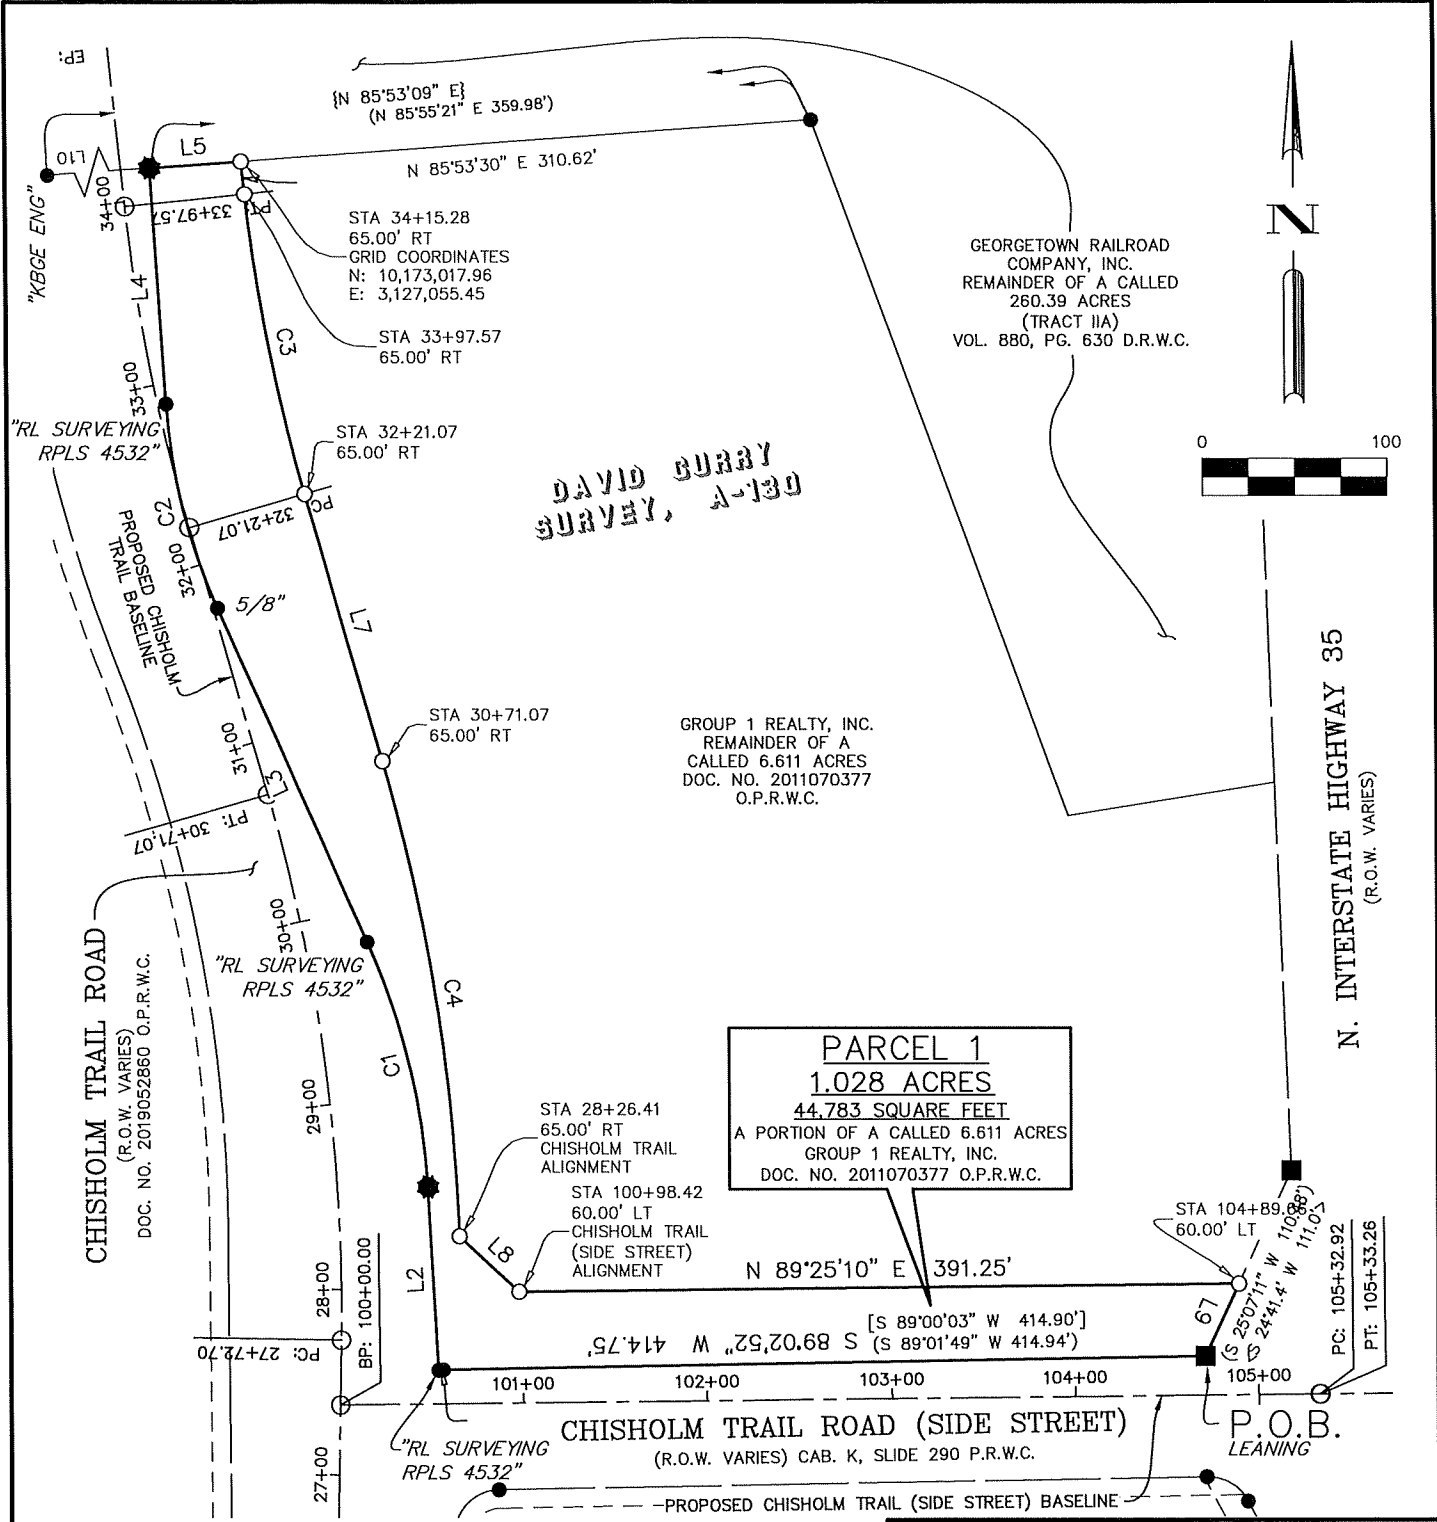 EP:
{N 85°53'09" E}
(N 85°55'21" E 359.98')
L10
L5
N 85°53'30" E 310.62'
"KBGE ENG"
34+00
33+97.57
PT:
STA 34+15.28
65.00' RT
GRID COORDINATES
N: 10,173,017.96
E: 3,127,055.45
N
GEORGETOWN RAILROAD
COMPANY, INC.
REMAINDER OF A CALLED
260.39 ACRES
(TRACT IIA)
VOL. 880, PG. 630 D.R.W.C.
L4
C3
STA 33+97.57
65.00' RT
33+00
"RL SURVEYING
RPLS 4532"
STA 32+21.07
65.00' RT
0 100
DAVID CURRY
SURVEY, A-130
C2
32+21.07
PC
PROPOSED CHISHOLM
TRAIL BASELINE
32+00
5/8"
L7
STA 30+71.07
65.00' RT
GROUP 1 REALTY, INC.
REMAINDER OF A
CALLED 6.611 ACRES
DOC. NO. 2011070377
O.P.R.W.C.
31+00
L3
PT: 30+71.07
N. INTERSTATE HIGHWAY 35
(R.O.W. VARIES)
30+00
"RL SURVEYING
RPLS 4532"
CHISHOLM TRAIL ROAD
(R.O.W. VARIES)
DOC. NO. 2019052860 O.P.R.W.C.
C4
C1
29+00
PARCEL 1
1.028 ACRES
44,783 SQUARE FEET
A PORTION OF A CALLED 6.611 ACRES
GROUP 1 REALTY, INC.
DOC. NO. 2011070377 O.P.R.W.C.
STA 28+26.41
65.00' RT
CHISHOLM TRAIL
ALIGNMENT
STA 100+98.42
60.00' LT
CHISHOLM TRAIL
(SIDE STREET)
ALIGNMENT
L8
L2
N 89°25'10" E 391.25'
STA 104+89.
60.00' LT
(S 25°07'11" W
24°41.4' W 111.0'
L9
28+00
PC: 27+72.70
BP: 100+00.00
[S 89°00'03" W 414.90']
(S 89°01'49" W 414.94')
S 89°02'52" W 414.75'
PC: 105+32.92
PT: 105+33.26
101+00
102+00
103+00
104+00
105+00
CHISHOLM TRAIL ROAD (SIDE STREET)
(R.O.W. VARIES) CAB. K, SLIDE 290 P.R.W.C.
P.O.B.
LEANING
"RL SURVEYING
RPLS 4532"
27+00
PROPOSED CHISHOLM TRAIL (SIDE STREET) BASELINE